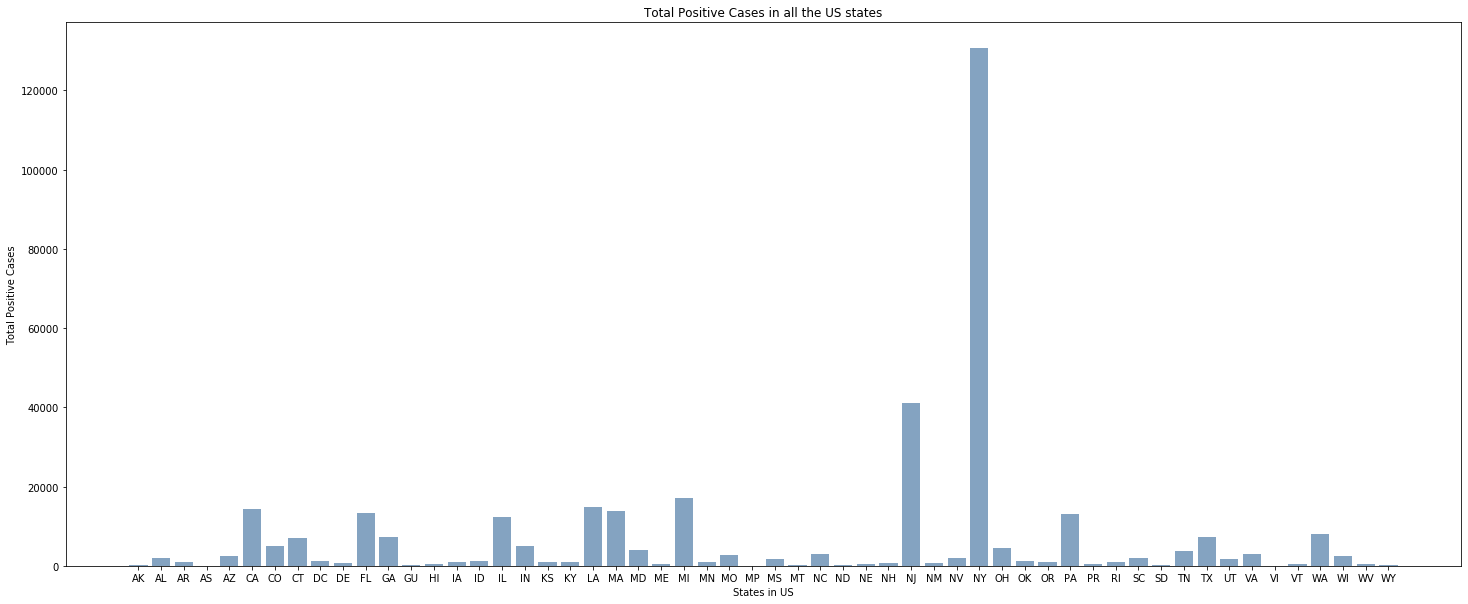 Total Positive Cases in all the US states
Total Positive Cases
120000
100000
80000
60000
40000
20000
0
AK AL AR AS AZ CA CO CT DC DE FL GA GU HI IA ID IL IN KS KY LA MA MD ME MI MN MO MP MS MT NC ND NE NH NJ NM NV NY OH OK OR PA PR RI SC SD TN TX UT VA VI VT WA WI WV WY
States in US